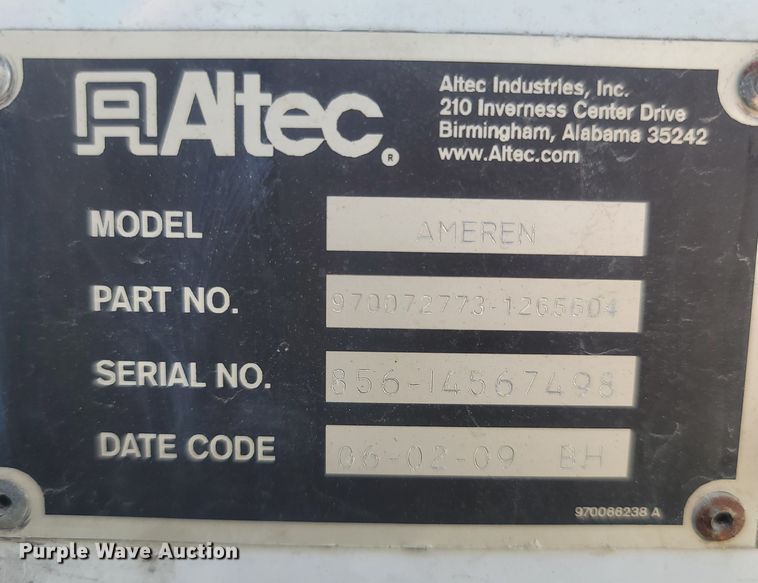 Altec®
Altec Industries, Inc.
210 Inverness Center Drive
Birmingham, Alabama 35242
www.Altec.com
MODEL AMEREN
PART NO. 970072773-1265604
SERIAL NO. 856-14567498
DATE CODE 06-02-09 BH
970086238 A
Purple Wave Auction